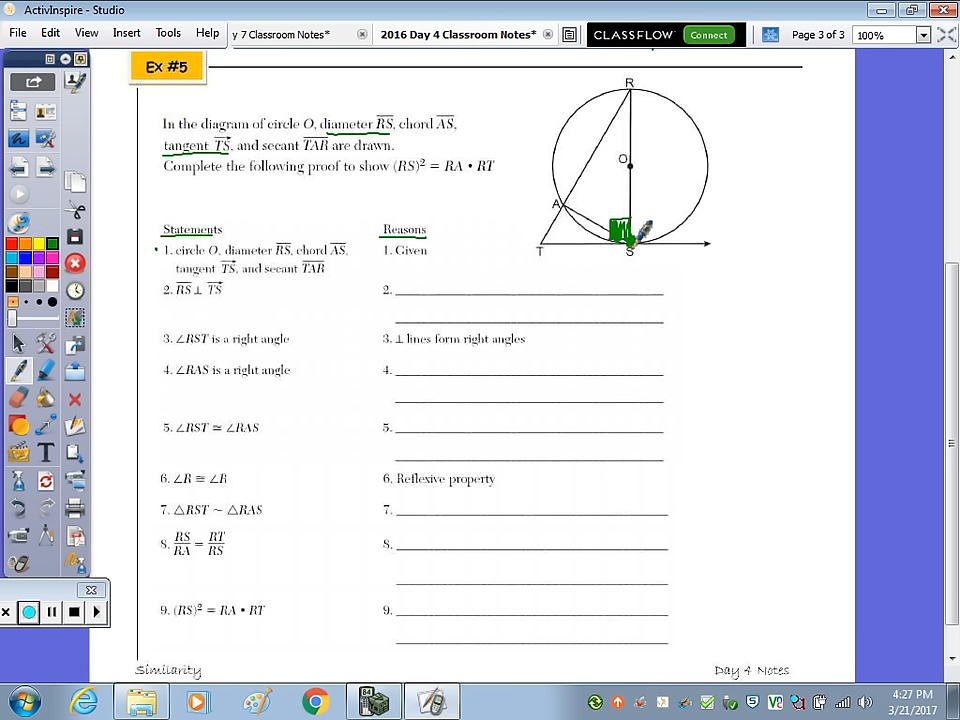 ActivInspire - Studio
File Edit View Insert Tools Help
y 7 Classroom Notes*
2016 Day 4 Classroom Notes*
CLASSFLOW Connect
Page 3 of 3
100%
Ex #5
In the diagram of circle O, diameter RS, chord AS,
tangent TS, and secant TAR are drawn.
Complete the following proof to show (RS)² = RA • RT
R
O
A
T
S
Statements Reasons
1. circle O, diameter RS, chord AS, 1. Given
tangent TS, and secant TAR
2. RS ⊥ TS 2.
3. ∠RST is a right angle 3. ⊥ lines form right angles
4. ∠RAS is a right angle 4.
5. ∠RST ≅ ∠RAS 5.
6. ∠R ≅ ∠R 6. Reflexive property
7. △RST ~ △RAS 7.
8. RS/RA = RT/RS 8.
9. (RS)² = RA • RT 9.
Similarity Day 4 Notes
4:27 PM
3/21/2017